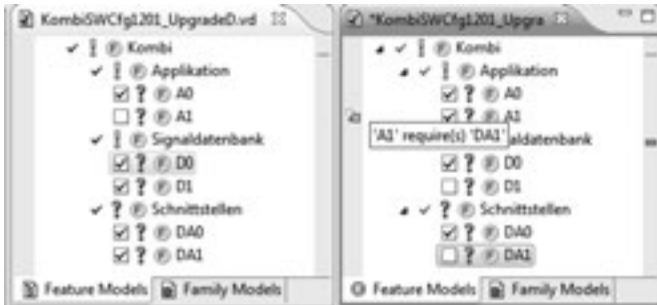 KombiSWCfg1201_UpgradeD.vd
Kombi
Applikation
A0
A1
Signaldatenbank
D0
D1
Schnittstellen
DA0
DA1
Feature Models
Family Models
*KombiSWCfg1201_Upgra
Kombi
Applikation
A0
A1
'A1' require(s) 'DA1'
aldatenbank
D0
D1
Schnittstellen
DA0
DA1
Feature Models
Family Models